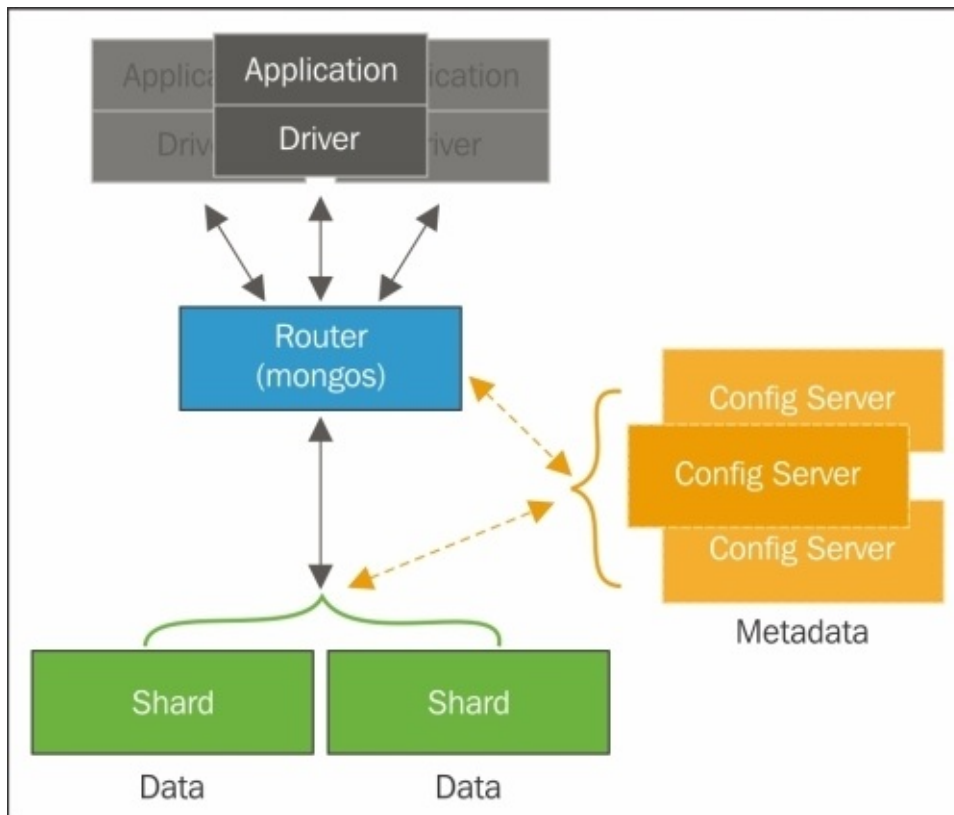 Application
Driver
Router
(mongos)
Config Server
Config Server
Config Server
Metadata
Shard
Shard
Data
Data